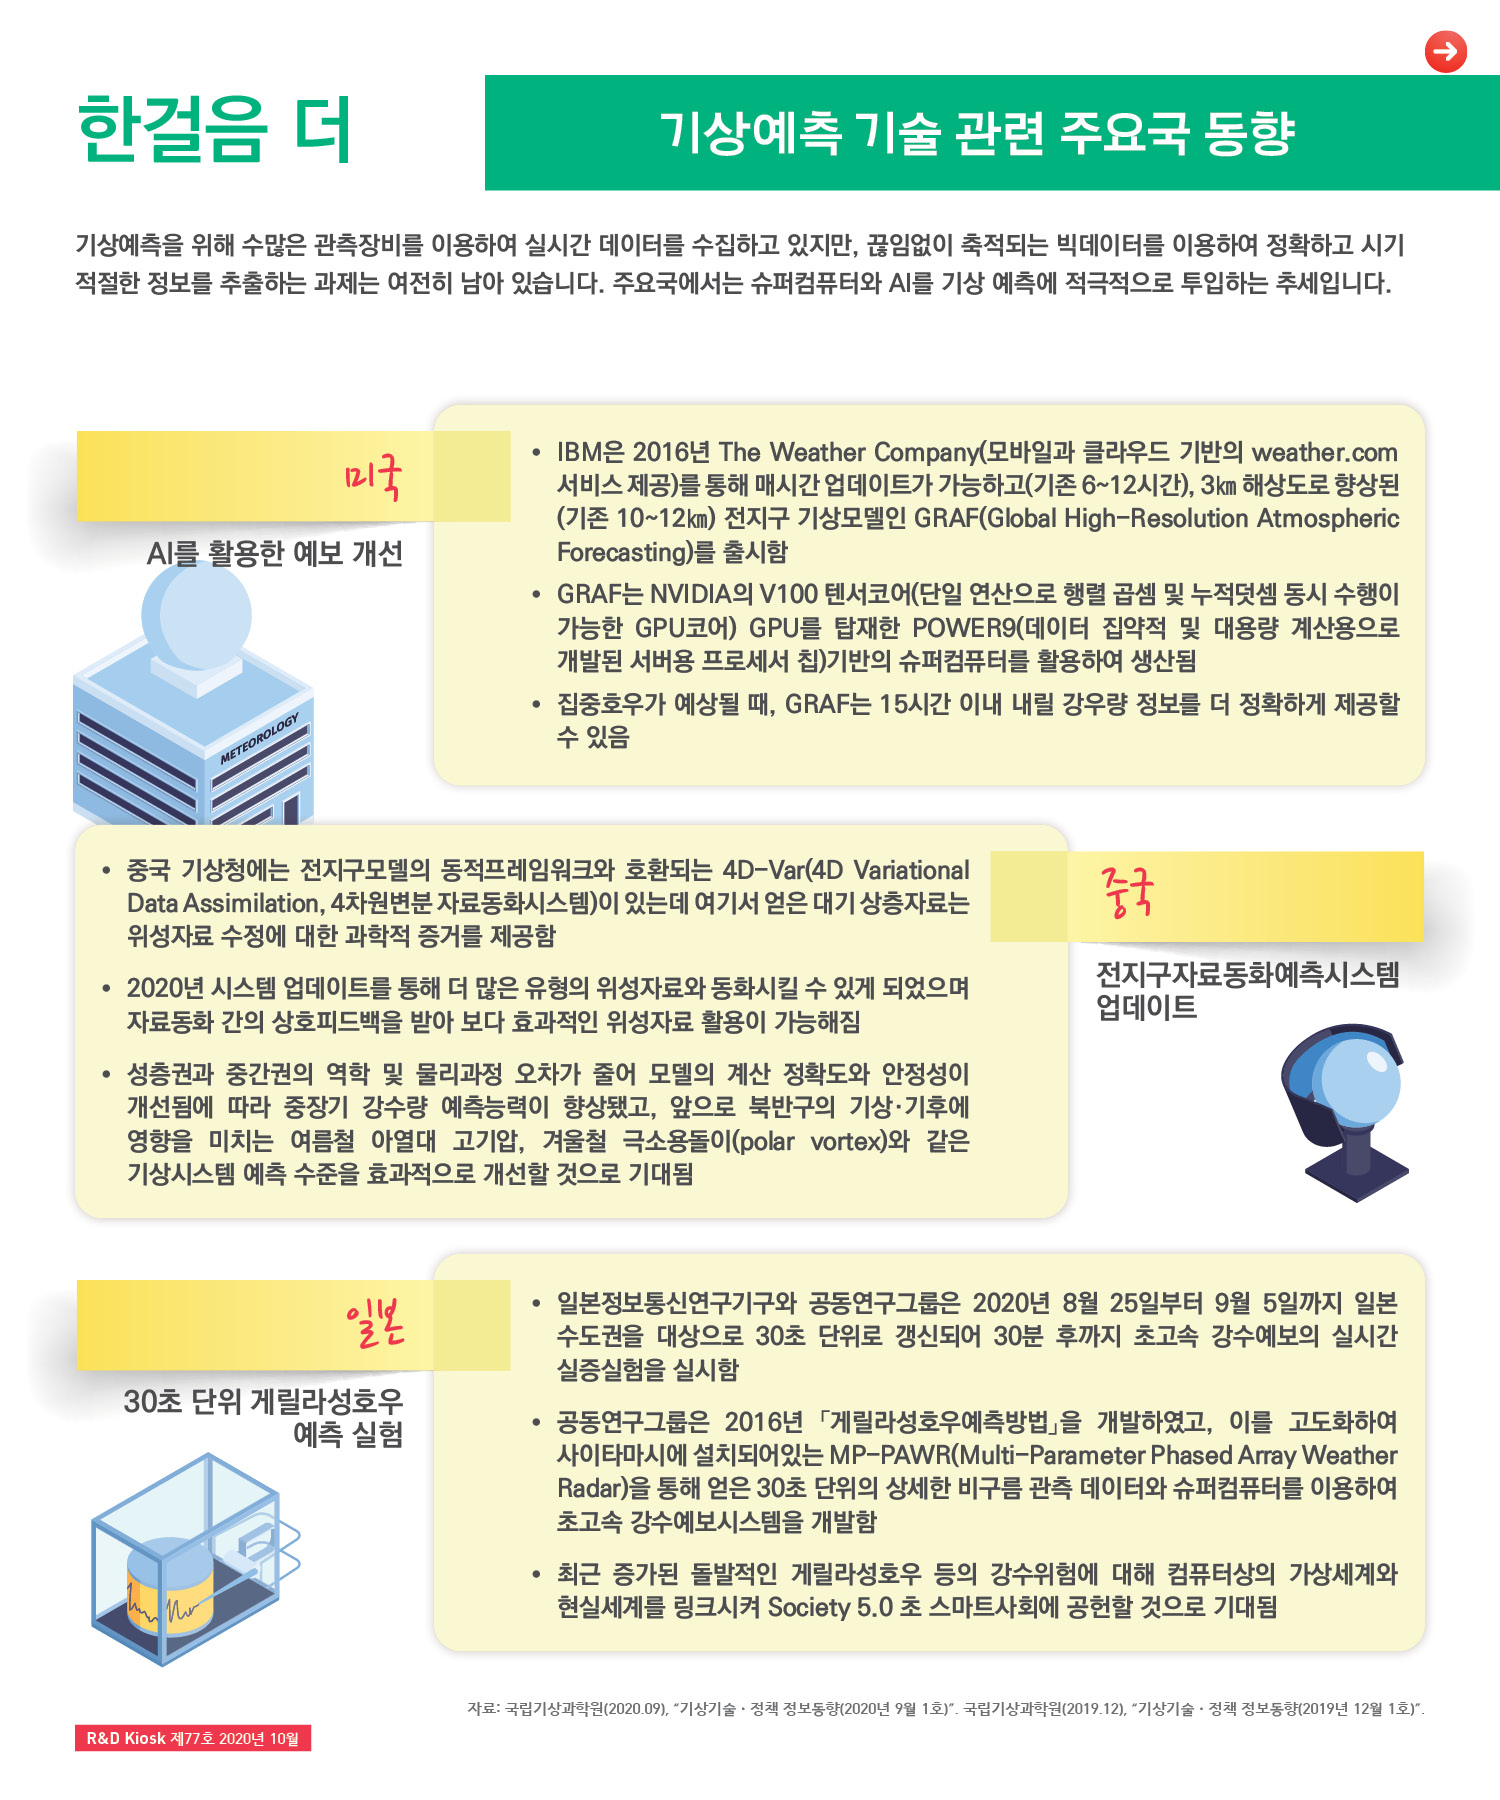 한걸음 더
기상예측 기술 관련 주요국 동향
기상예측을 위해 수많은 관측장비를 이용하여 실시간 데이터를 수집하고 있지만, 끊임없이 축적되는 빅데이터를 이용하여 정확하고 시기
적절한 정보를 추출하는 과제는 여전히 남아 있습니다. 주요국에서는 슈퍼컴퓨터와 AI를 기상 예측에 적극적으로 투입하는 추세입니다.
미국
AI를 활용한 예보 개선
METEOROLOGY
• IBM은 2016년 The Weather Company(모바일과 클라우드 기반의 weather.com
서비스 제공)를 통해 매시간 업데이트가 가능하고(기존 6~12시간), 3㎞ 해상도로 향상된
(기존 10~12㎞) 전지구 기상모델인 GRAF(Global High-Resolution Atmospheric
Forecasting)를 출시함
• GRAF는 NVIDIA의 V100 텐서코어(단일 연산으로 행렬 곱셈 및 누적덧셈 동시 수행이
가능한 GPU코어) GPU를 탑재한 POWER9(데이터 집약적 및 대용량 계산용으로
개발된 서버용 프로세서 칩)기반의 슈퍼컴퓨터를 활용하여 생산됨
• 집중호우가 예상될 때, GRAF는 15시간 이내 내릴 강우량 정보를 더 정확하게 제공할
수 있음
중국
전지구자료동화예측시스템
업데이트
• 중국 기상청에는 전지구모델의 동적프레임워크와 호환되는 4D-Var(4D Variational
Data Assimilation, 4차원변분 자료동화시스템)이 있는데 여기서 얻은 대기 상층자료는
위성자료 수정에 대한 과학적 증거를 제공함
• 2020년 시스템 업데이트를 통해 더 많은 유형의 위성자료와 동화시킬 수 있게 되었으며
자료동화 간의 상호피드백을 받아 보다 효과적인 위성자료 활용이 가능해짐
• 성층권과 중간권의 역학 및 물리과정 오차가 줄어 모델의 계산 정확도와 안정성이
개선됨에 따라 중장기 강수량 예측능력이 향상됐고, 앞으로 북반구의 기상·기후에
영향을 미치는 여름철 아열대 고기압, 겨울철 극소용돌이(polar vortex)와 같은
기상시스템 예측 수준을 효과적으로 개선할 것으로 기대됨
일본
30초 단위 게릴라성호우
예측 실험
• 일본정보통신연구기구와 공동연구그룹은 2020년 8월 25일부터 9월 5일까지 일본
수도권을 대상으로 30초 단위로 갱신되어 30분 후까지 초고속 강수예보의 실시간
실증실험을 실시함
• 공동연구그룹은 2016년 「게릴라성호우예측방법」을 개발하였고, 이를 고도화하여
사이타마시에 설치되어있는 MP-PAWR(Multi-Parameter Phased Array Weather
Radar)을 통해 얻은 30초 단위의 상세한 비구름 관측 데이터와 슈퍼컴퓨터를 이용하여
초고속 강수예보시스템을 개발함
• 최근 증가된 돌발적인 게릴라성호우 등의 강수위험에 대해 컴퓨터상의 가상세계와
현실세계를 링크시켜 Society 5.0 초 스마트사회에 공헌할 것으로 기대됨
자료: 국립기상과학원(2020.09), “기상기술·정책 정보동향(2020년 9월 1호)”. 국립기상과학원(2019.12), “기상기술·정책 정보동향(2019년 12월 1호)”.
R&D Kiosk 제77호 2020년 10월